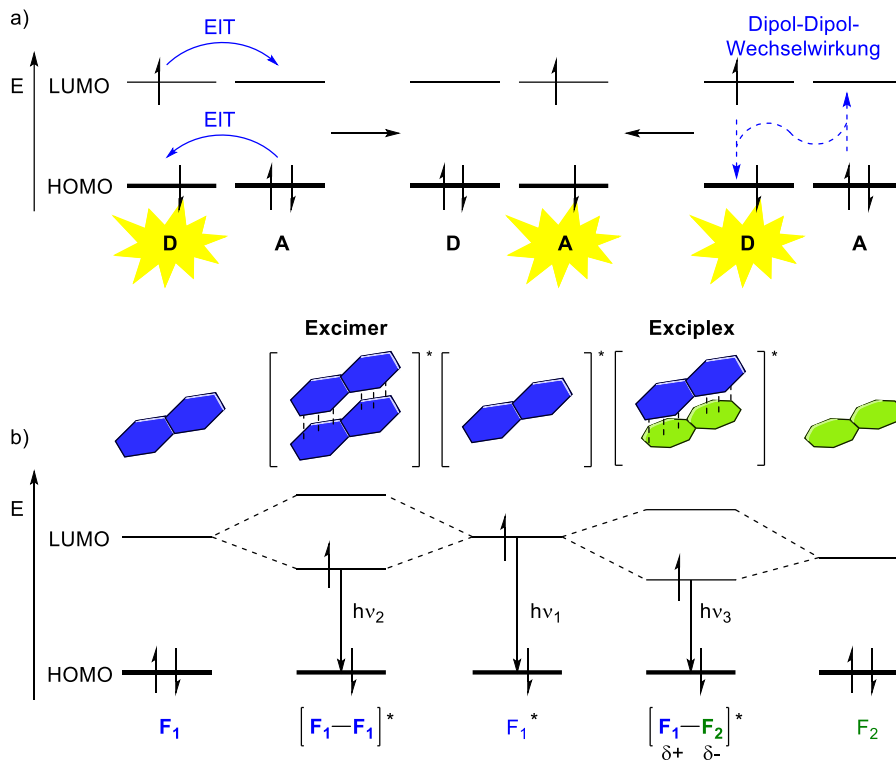 a)
EIT
Dipol-Dipol-
Wechselwirkung
E
LUMO
EIT
HOMO
D
A
D
A
D
A
Excimer
Exciplex
*
*
*
b)
E
LUMO
hν₂
hν₁
hν₃
HOMO
F₁
[F₁—F₁]*
F₁*
[F₁—F₂]*
F₂
δ+ δ-